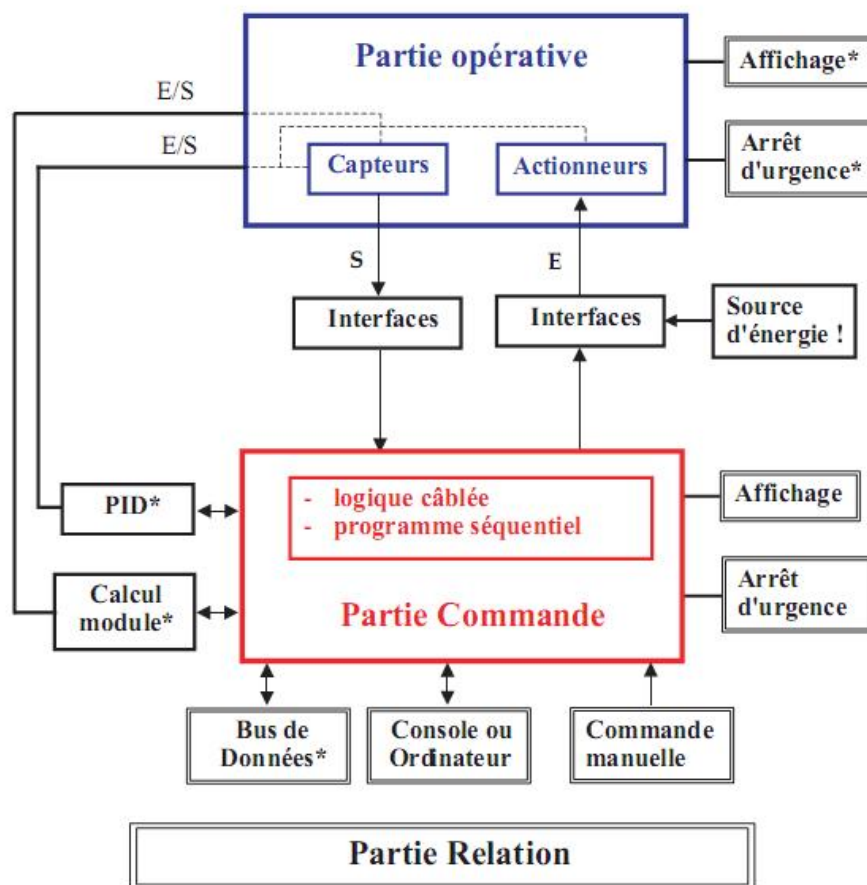 Partie opérative
Affichage*
E/S
E/S
Capteurs
Actionneurs
Arrêt
d'urgence*
S
E
Interfaces
Interfaces
Source
d'énergie !
PID*
- logique câblée
- programme séquentiel
Affichage
Calcul
module*
Partie Commande
Arrêt
d'urgence
Bus de
Données*
Console ou
Ordinateur
Commande
manuelle
Partie Relation